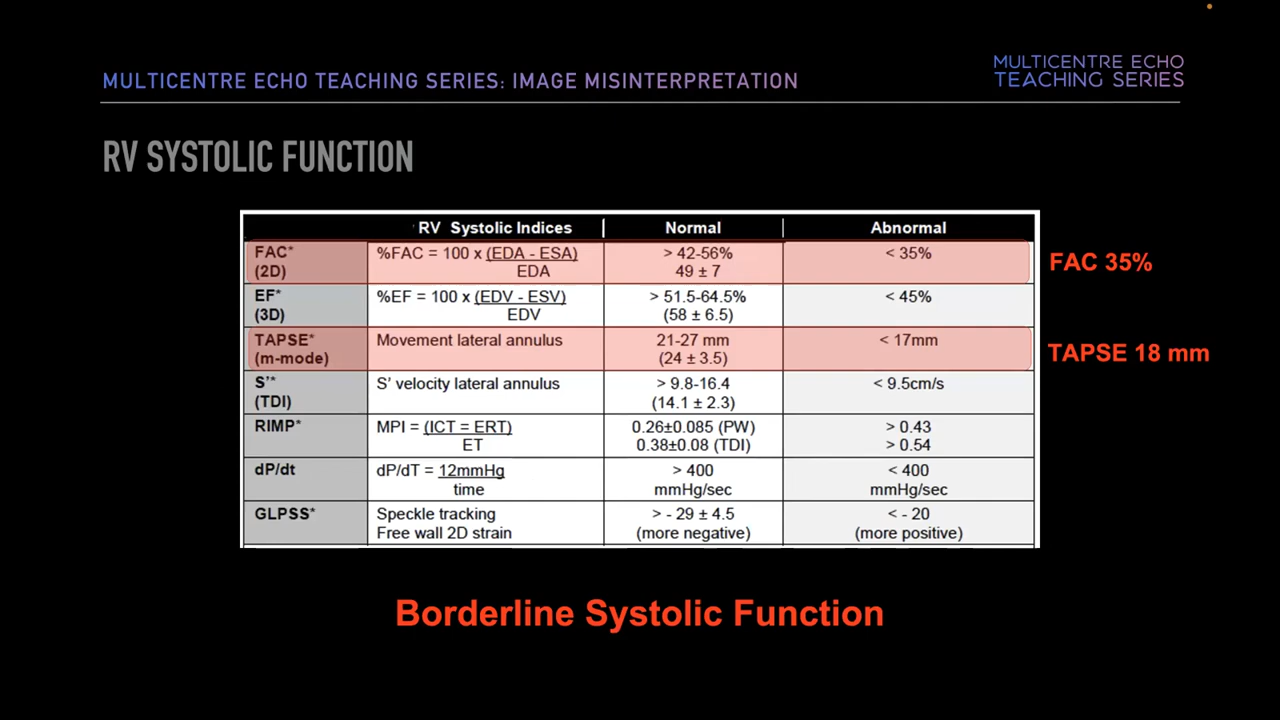 MULTICENTRE ECHO TEACHING SERIES: IMAGE MISINTERPRETATION
MULTICENTRE ECHO
TEACHING SERIES
RV SYSTOLIC FUNCTION
RV Systolic Indices Normal Abnormal
FAC* %FAC = 100 x (EDA - ESA) > 42-56% < 35%
(2D) EDA 49 ± 7
FAC 35%
EF* %EF = 100 x (EDV - ESV) > 51.5-64.5% < 45%
(3D) EDV (58 ± 6.5)
TAPSE* Movement lateral annulus 21-27 mm < 17mm
(m-mode) (24 ± 3.5)
TAPSE 18 mm
S'* S' velocity lateral annulus > 9.8-16.4 < 9.5cm/s
(TDI) (14.1 ± 2.3)
RIMP* MPI = (ICT = ERT) 0.26±0.085 (PW) > 0.43
ET 0.38±0.08 (TDI) > 0.54
dP/dt dP/dT = 12mmHg > 400 < 400
time mmHg/sec mmHg/sec
GLPSS* Speckle tracking > - 29 ± 4.5 < - 20
Free wall 2D strain (more negative) (more positive)
Borderline Systolic Function